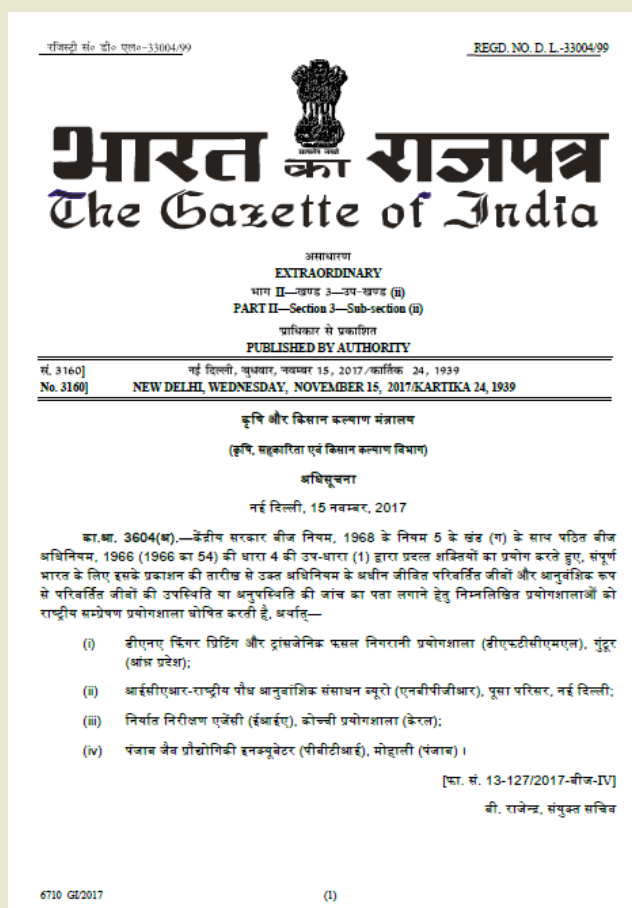 रजिस्ट्री सं० डी० एल०-33004/99
REGD. NO. D. L.-33004/99
भारत का राजपत्र
The Gazette of India
असाधारण
EXTRAORDINARY
भाग II—खण्ड 3—उप-खण्ड (ii)
PART II—Section 3—Sub-section (ii)
प्राधिकार से प्रकाशित
PUBLISHED BY AUTHORITY
सं. 3160] नई दिल्ली, बुधवार, नवम्बर 15, 2017/कार्तिक 24, 1939
No. 3160] NEW DELHI, WEDNESDAY, NOVEMBER 15, 2017/KARTIKA 24, 1939
कृषि और किसान कल्याण मंत्रालय
(कृषि, सहकारिता एवं किसान कल्याण विभाग)
अधिसूचना
नई दिल्ली, 15 नवम्बर, 2017
का.आ. 3604(अ).—केंद्रीय सरकार बीज नियम, 1968 के नियम 5 के खंड (ग) के साथ पठित बीज
अधिनियम, 1966 (1966 का 54) की धारा 4 की उप-धारा (1) द्वारा प्रदत्त शक्तियों का प्रयोग करते हुए, संपूर्ण
भारत के लिए इसके प्रकाशन की तारीख से उक्त अधिनियम के अधीन जीवित परिवर्तित जीवों और आनुवंशिक रूप
से परिवर्तित जीवों की उपस्थिति या अनुपस्थिति की जांच का पता लगाने हेतु निम्नलिखित प्रयोगशालाओं को
राष्ट्रीय सम्प्रेषण प्रयोगशाला घोषित करती है, अर्थात्—
(i) डीएनए फिंगर प्रिटिंग और ट्रांसजेनिक फसल निगरानी प्रयोगशाला (डीएफटीसीएमएल), गुंटूर
(आंध्र प्रदेश);
(ii) आईसीएआर-राष्ट्रीय पौध आनुवांशिक संसाधन ब्यूरो (एनबीपीजीआर), पूसा परिसर, नई दिल्ली;
(iii) निर्यात निरीक्षण एजेंसी (ईआईए), कोच्ची प्रयोगशाला (केरल);
(iv) पंजाब जैव प्रौद्योगिकी इनक्यूबेटर (पीबीटीआई), मोहाली (पंजाब) ।
[फा. सं. 13-127/2017-बीज-IV]
बी. राजेन्द्र, संयुक्त सचिव
6710 GI/2017 (1)